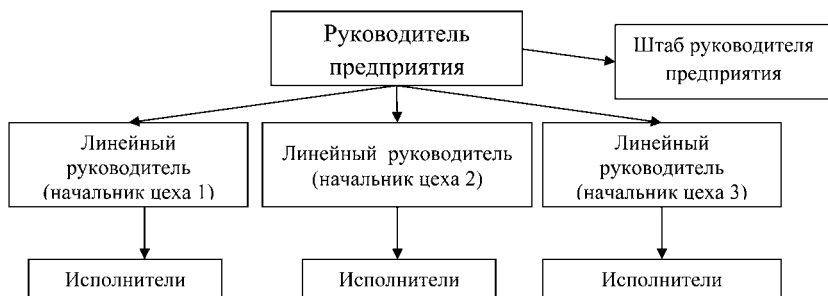 Руководитель
предприятия
Штаб руководителя
предприятия
Линейный
руководитель
(начальник цеха 1)
Линейный руководитель
(начальник цеха 2)
Линейный
руководитель
(начальник цеха 3)
Исполнители
Исполнители
Исполнители